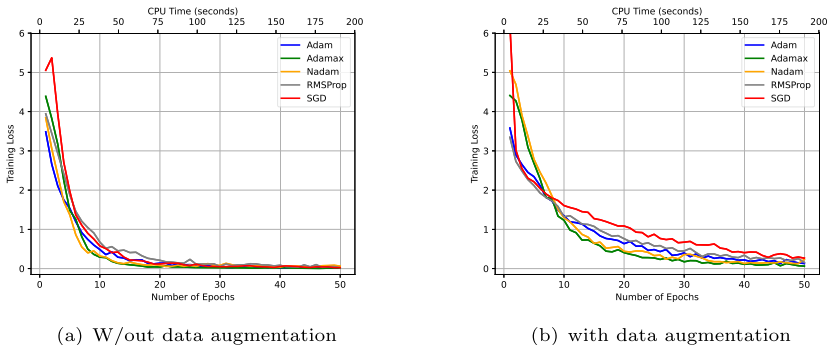 CPU Time (seconds)
0 25 50 75 100 125 150 175 200
6
5
4
3
2
1
0
Training Loss
Adam
Adamax
Nadam
RMSProp
SGD
0 10 20 30 40 50
Number of Epochs
(a) W/out data augmentation
CPU Time (seconds)
0 25 50 75 100 125 150 175 200
6
5
4
3
2
1
0
Training Loss
Adam
Adamax
Nadam
RMSProp
SGD
0 10 20 30 40 50
Number of Epochs
(b) with data augmentation